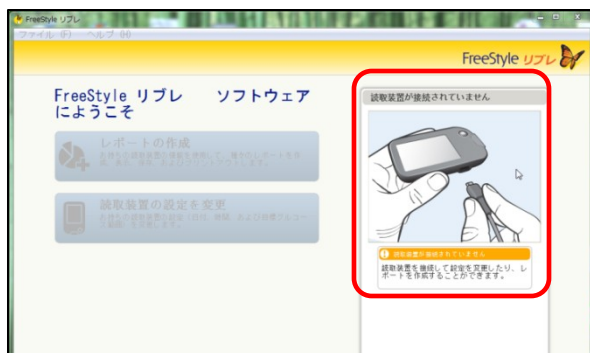 FreeStyle リブレ
ファイル (F) ヘルプ (H)
FreeStyle リブレ
FreeStyle リブレ ソフトウェア
にようこそ
レポートの作成
読取装置の設定を変更
読取装置が接続されていません
読取装置が接続されていません
読取装置を接続して設定を変更したり、レ
ポートを作成することができます。